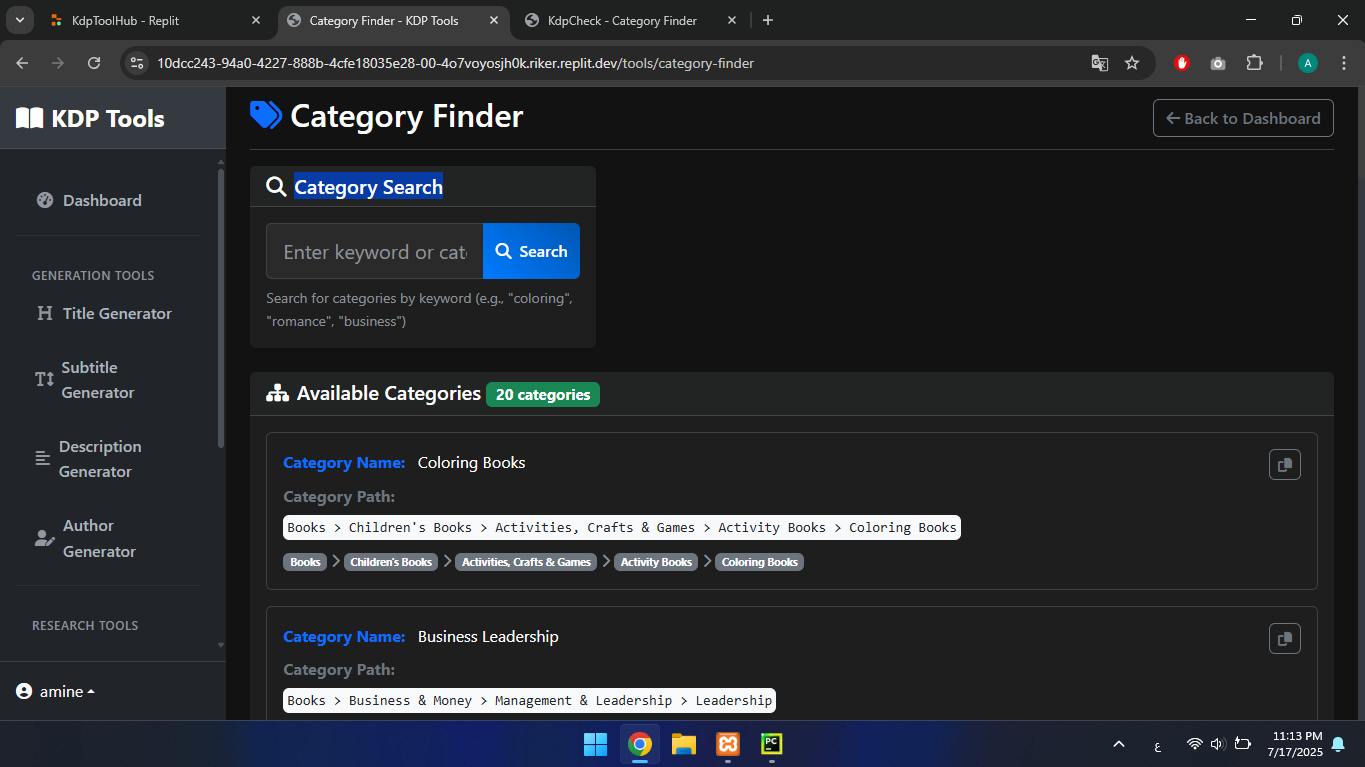 KdpToolHub - Replit
Category Finder - KDP Tools
KdpCheck - Category Finder
10dcc243-94a0-4227-888b-4cfe18035e28-00-4o7voyosjh0k.riker.replit.dev/tools/category-finder
A
KDP Tools
Dashboard
GENERATION TOOLS
Title Generator
Subtitle
Generator
Description
Generator
Author
Generator
RESEARCH TOOLS
amine
Category Finder
Back to Dashboard
Category Search
Enter keyword or cat
Search
Search for categories by keyword (e.g., "coloring",
"romance", "business")
Available Categories 20 categories
Category Name: Coloring Books
Category Path:
Books > Children's Books > Activities, Crafts & Games > Activity Books > Coloring Books
Books > Children's Books > Activities, Crafts & Games > Activity Books > Coloring Books
Category Name: Business Leadership
Category Path:
Books > Business & Money > Management & Leadership > Leadership
PC
ع
11:13 PM
7/17/2025